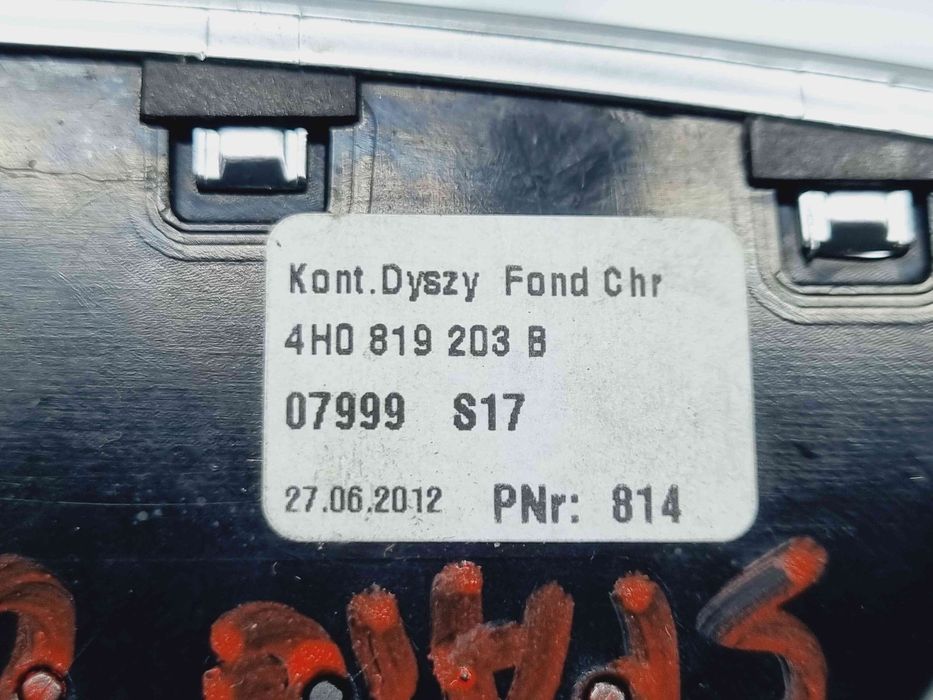 Kont.Dyszy Fond Chr
4H0 819 203 B
07999 S17
27.06.2012 PNr: 814